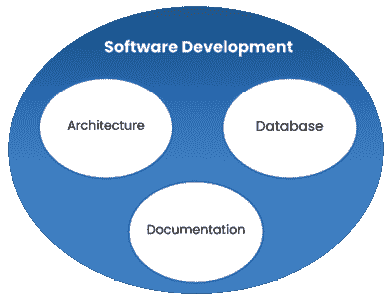 Software Development
Architecture
Database
Documentation